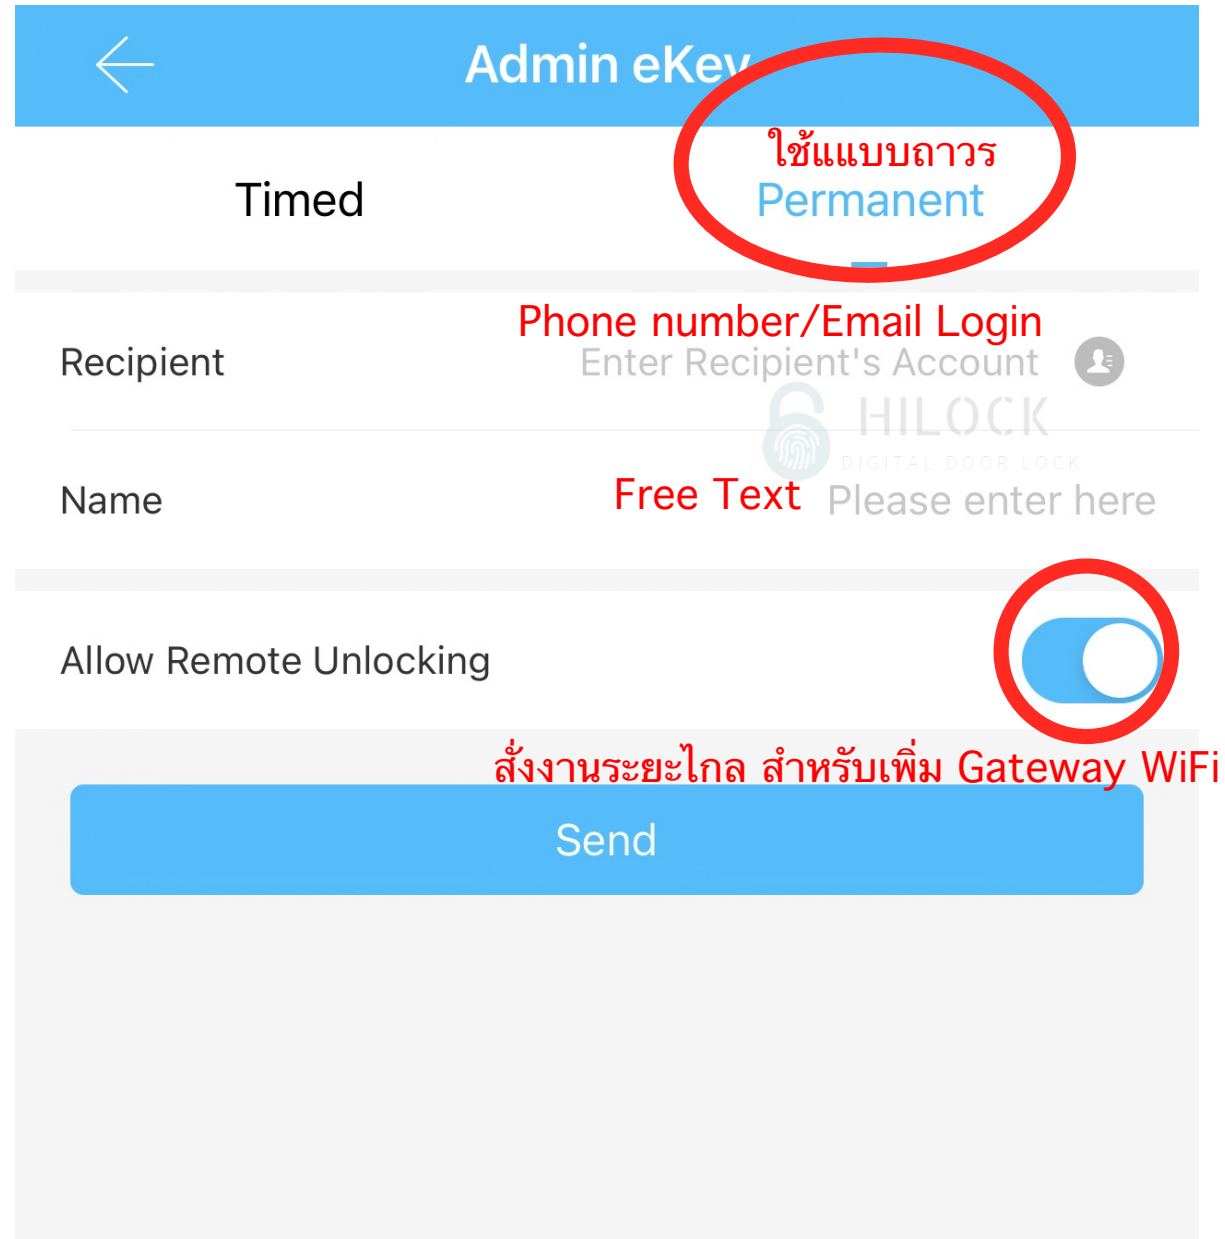 Admin eKey
ใช้แแบบถาวร
Timed
Permanent
Phone number/Email Login
Recipient
Enter Recipient's Account
HILOCK
DIGITAL DOOR LOCK
Name
Free Text
Please enter here
Allow Remote Unlocking
สั่งงานระยะไกล สำหรับเพิ่ม Gateway WiFi
Send